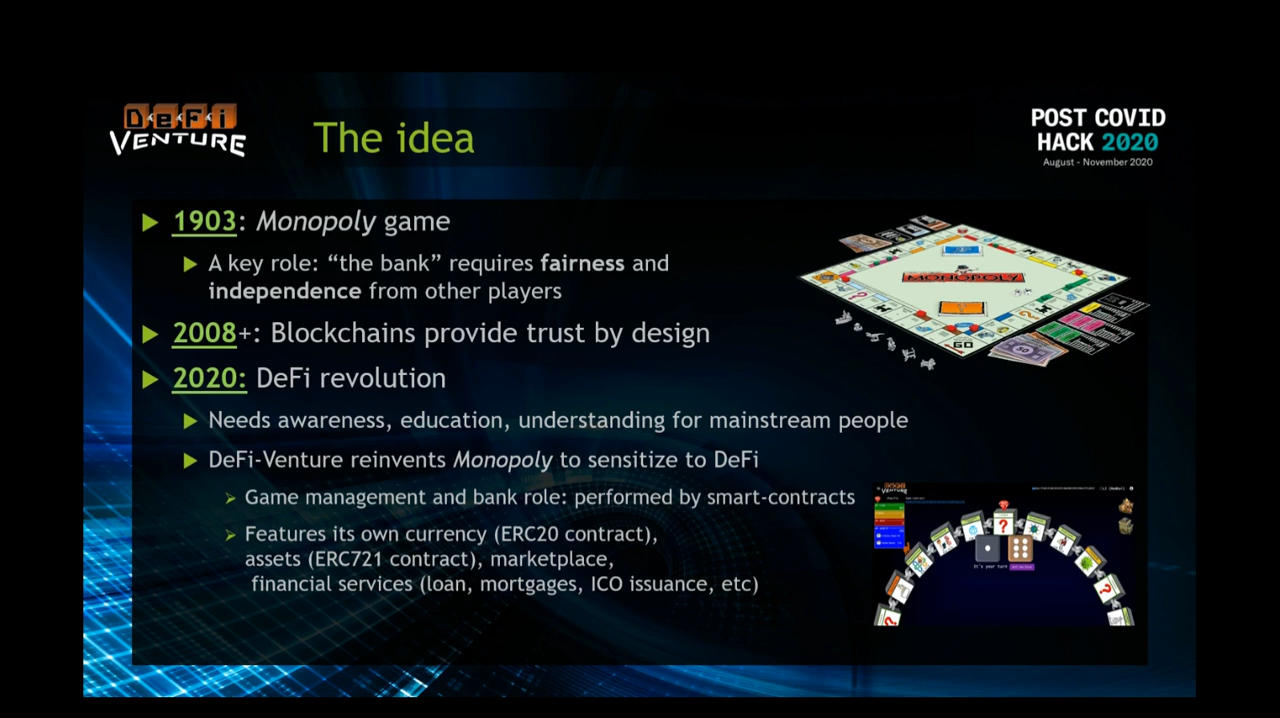 DeFi
VENTURE
The idea
POST COVID
HACK 2020
August - November 2020
1903: Monopoly game
A key role: “the bank” requires fairness and
independence from other players
2008+: Blockchains provide trust by design
2020: DeFi revolution
Needs awareness, education, understanding for mainstream people
DeFi-Venture reinvents Monopoly to sensitize to DeFi
Game management and bank role: performed by smart-contracts
Features its own currency (ERC20 contract),
assets (ERC721 contract), marketplace,
financial services (loan, mortgages, ICO issuance, etc)
MONOPOLY
GO
50
It's your turn